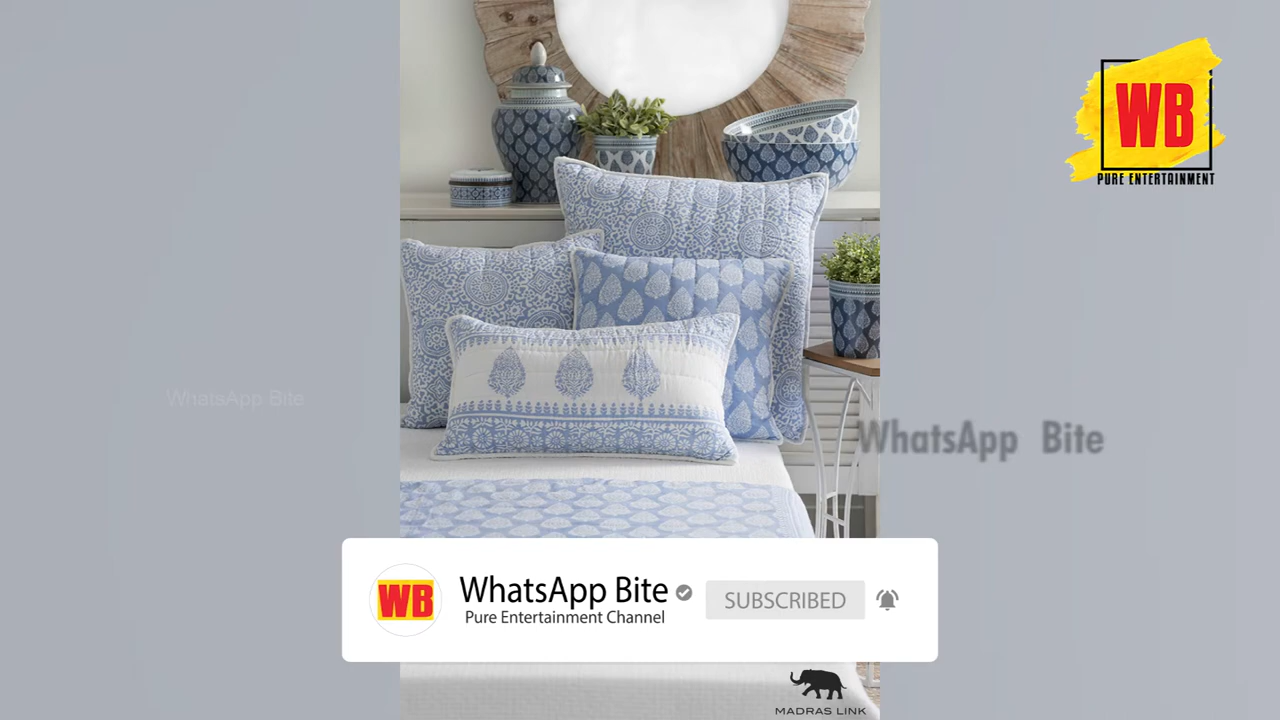 WB
PURE ENTERTAINMENT
WhatsApp Bite
WhatsApp Bite
WB
WhatsApp Bite
Pure Entertainment Channel
SUBSCRIBED
MADRAS LINK